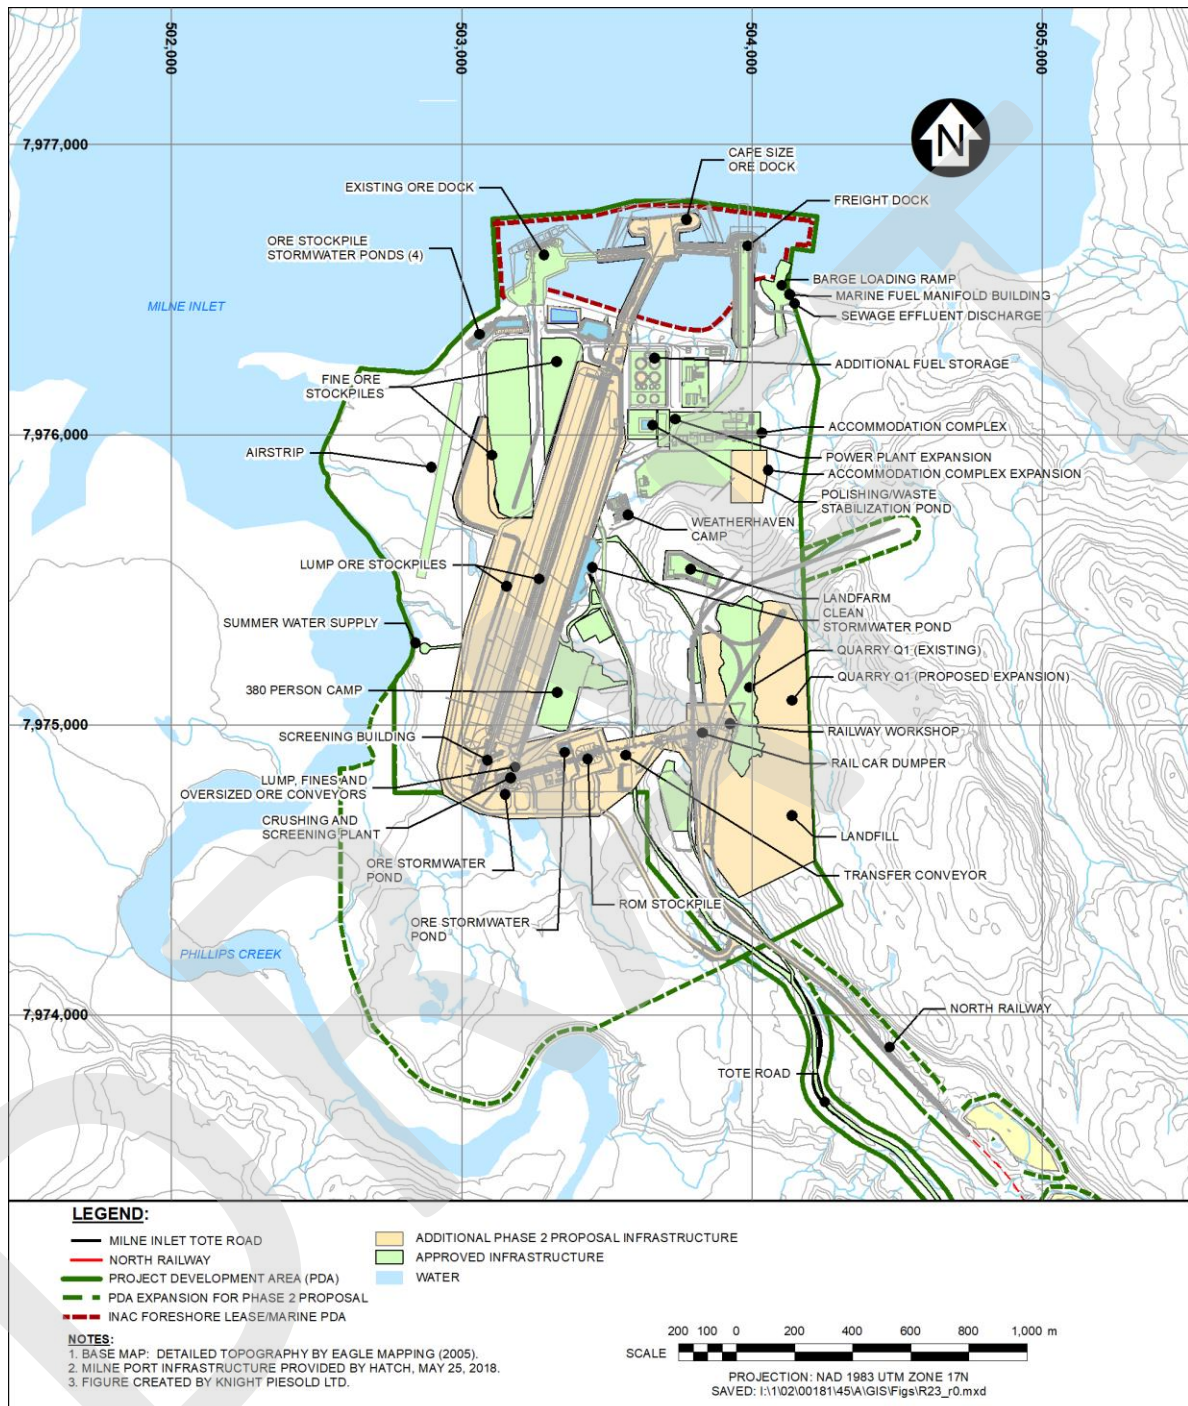 502,000
503,000
504,000
505,000
7,977,000
N
CAPE SIZE
ORE DOCK
EXISTING ORE DOCK
FREIGHT DOCK
ORE STOCKPILE
STORMWATER PONDS (4)
BARGE LOADING RAMP
MARINE FUEL MANIFOLD BUILDING
MILNE INLET
SEWAGE EFFLUENT DISCHARGE
ADDITIONAL FUEL STORAGE
FINE ORE
STOCKPILES
7,976,000
ACCOMMODATION COMPLEX
AIRSTRIP
POWER PLANT EXPANSION
ACCOMMODATION COMPLEX EXPANSION
POLISHING/WASTE
STABILIZATION POND
WEATHERHAVEN
CAMP
LUMP ORE STOCKPILES
LANDFARM
CLEAN
STORMWATER POND
SUMMER WATER SUPPLY
QUARRY Q1 (EXISTING)
QUARRY Q1 (PROPOSED EXPANSION)
380 PERSON CAMP
7,975,000
RAILWAY WORKSHOP
SCREENING BUILDING
RAIL CAR DUMPER
LUMP, FINES AND
OVERSIZED ORE CONVEYORS
CRUSHING AND
SCREENING PLANT
LANDFILL
ORE STORMWATER
POND
TRANSFER CONVEYOR
ROM STOCKPILE
ORE STORMWATER
POND
PHILLIPS CREEK
7,974,000
NORTH RAILWAY
TOTE ROAD
DRAFT
LEGEND:
MILNE INLET TOTE ROAD
NORTH RAILWAY
PROJECT DEVELOPMENT AREA (PDA)
PDA EXPANSION FOR PHASE 2 PROPOSAL
INAC FORESHORE LEASE/MARINE PDA
ADDITIONAL PHASE 2 PROPOSAL INFRASTRUCTURE
APPROVED INFRASTRUCTURE
WATER
NOTES:
1. BASE MAP: DETAILED TOPOGRAPHY BY EAGLE MAPPING (2005).
2. MILNE PORT INFRASTRUCTURE PROVIDED BY HATCH, MAY 25, 2018.
3. FIGURE CREATED BY KNIGHT PIESOLD LTD.
200 100 0 200 400 600 800 1,000 m
SCALE
PROJECTION: NAD 1983 UTM ZONE 17N
SAVED: I:\1\02\00181\45\A\GIS\Figs\R23_r0.mxd